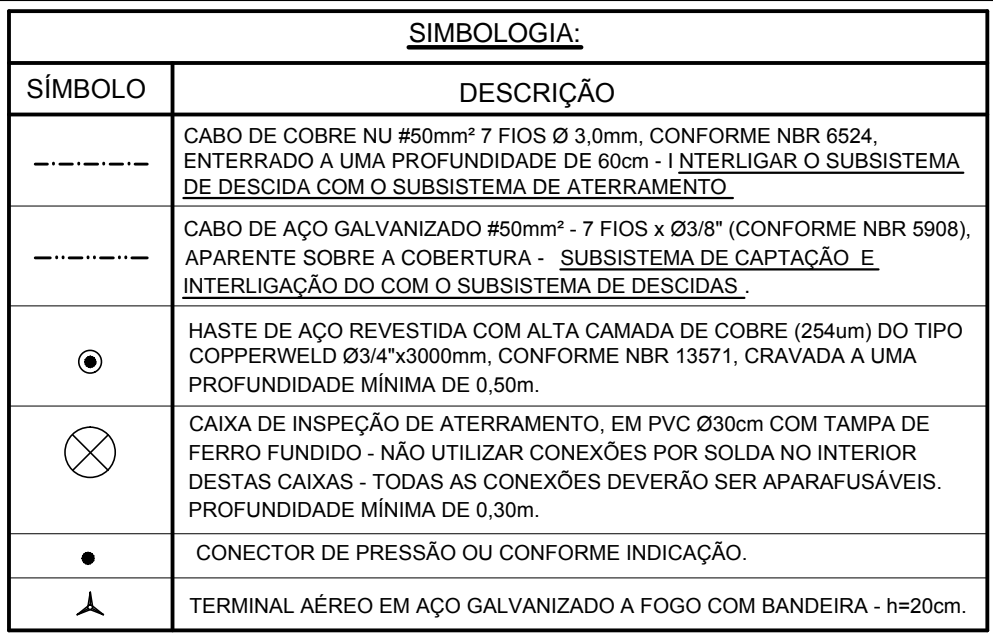 SIMBOLOGIA:
SÍMBOLO DESCRIÇÃO
CABO DE COBRE NU #50mm² 7 FIOS Ø 3,0mm, CONFORME NBR 6524,
ENTERRADO A UMA PROFUNDIDADE DE 60cm - I NTERLIGAR O SUBSISTEMA
DE DESCIDA COM O SUBSISTEMA DE ATERRAMENTO
CABO DE AÇO GALVANIZADO #50mm² - 7 FIOS x Ø3/8" (CONFORME NBR 5908),
APARENTE SOBRE A COBERTURA - SUBSISTEMA DE CAPTAÇÃO E
INTERLIGAÇÃO DO COM O SUBSISTEMA DE DESCIDAS .
HASTE DE AÇO REVESTIDA COM ALTA CAMADA DE COBRE (254um) DO TIPO
COPPERWELD Ø3/4"x3000mm, CONFORME NBR 13571, CRAVADA A UMA
PROFUNDIDADE MÍNIMA DE 0,50m.
CAIXA DE INSPEÇÃO DE ATERRAMENTO, EM PVC Ø30cm COM TAMPA DE
FERRO FUNDIDO - NÃO UTILIZAR CONEXÕES POR SOLDA NO INTERIOR
DESTAS CAIXAS - TODAS AS CONEXÕES DEVERÃO SER APARAFUSÁVEIS.
PROFUNDIDADE MÍNIMA DE 0,30m.
CONECTOR DE PRESSÃO OU CONFORME INDICAÇÃO.
TERMINAL AÉREO EM AÇO GALVANIZADO A FOGO COM BANDEIRA - h=20cm.